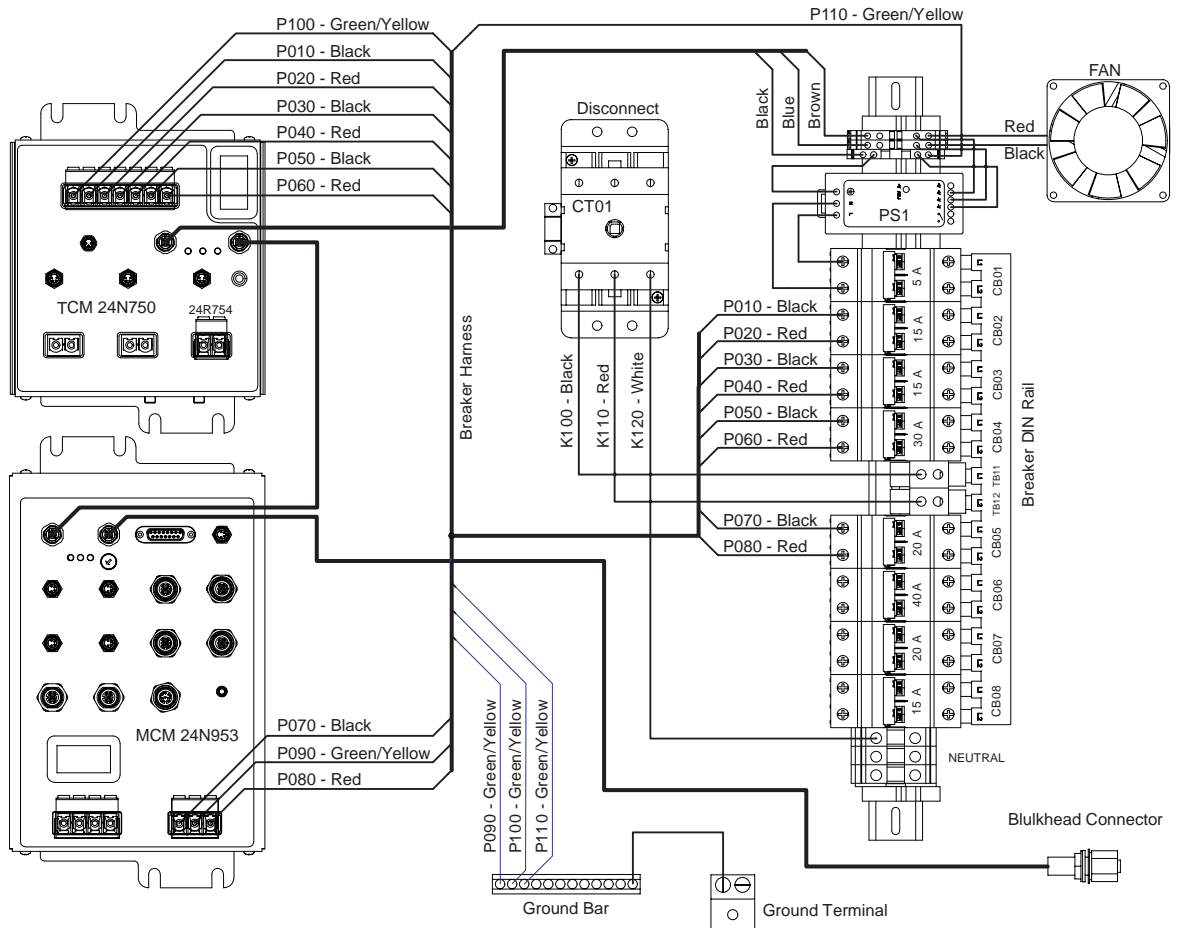 P100 - Green/Yellow
P010 - Black
P020 - Red
P030 - Black
P040 - Red
P050 - Black
P060 - Red
P110 - Green/Yellow
Black
Blue
Brown
FAN
Red
Black
Disconnect
CT01
PS1
TCM 24N750
24R754
Breaker Harness
K100 - Black
K110 - Red
K120 - White
P010 - Black
P020 - Red
P030 - Black
P040 - Red
P050 - Black
P060 - Red
P070 - Black
P080 - Red
5 A
15 A
15 A
30 A
20 A
40 A
20 A
15 A
CB01
CB02
CB03
CB04
TB11
TB12
CB05
CB06
CB07
CB08
Breaker DIN Rail
NEUTRAL
MCM 24N953
P070 - Black
P090 - Green/Yellow
P080 - Red
P090 - Green/Yellow
P100 - Green/Yellow
P110 - Green/Yellow
Ground Bar
Ground Terminal
Blulkhead Connector